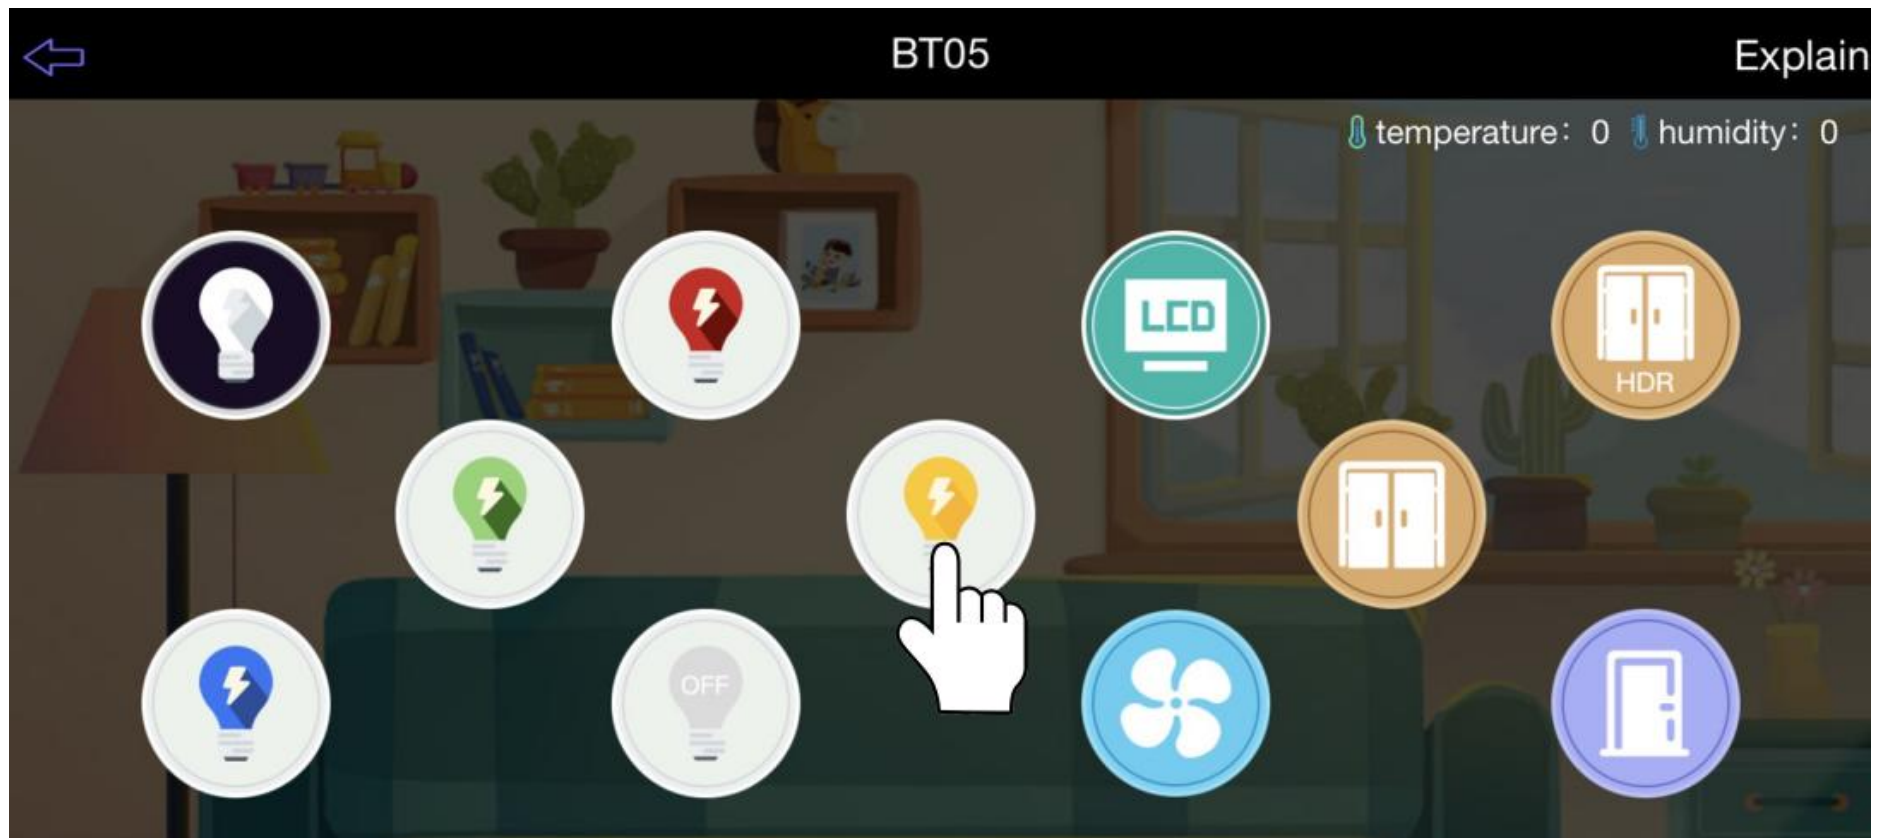 BT05
Explain
temperature: 0 humidity: 0
LCD
HDR
OFF